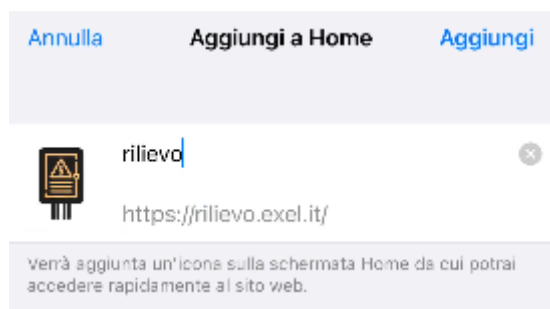 Annulla Aggiungi a Home Aggiungi
rilievo
https://rilievo.exel.it/
Verrà aggiunta un'icona sulla schermata Home da cui potrai
accedere rapidamente al sito web.